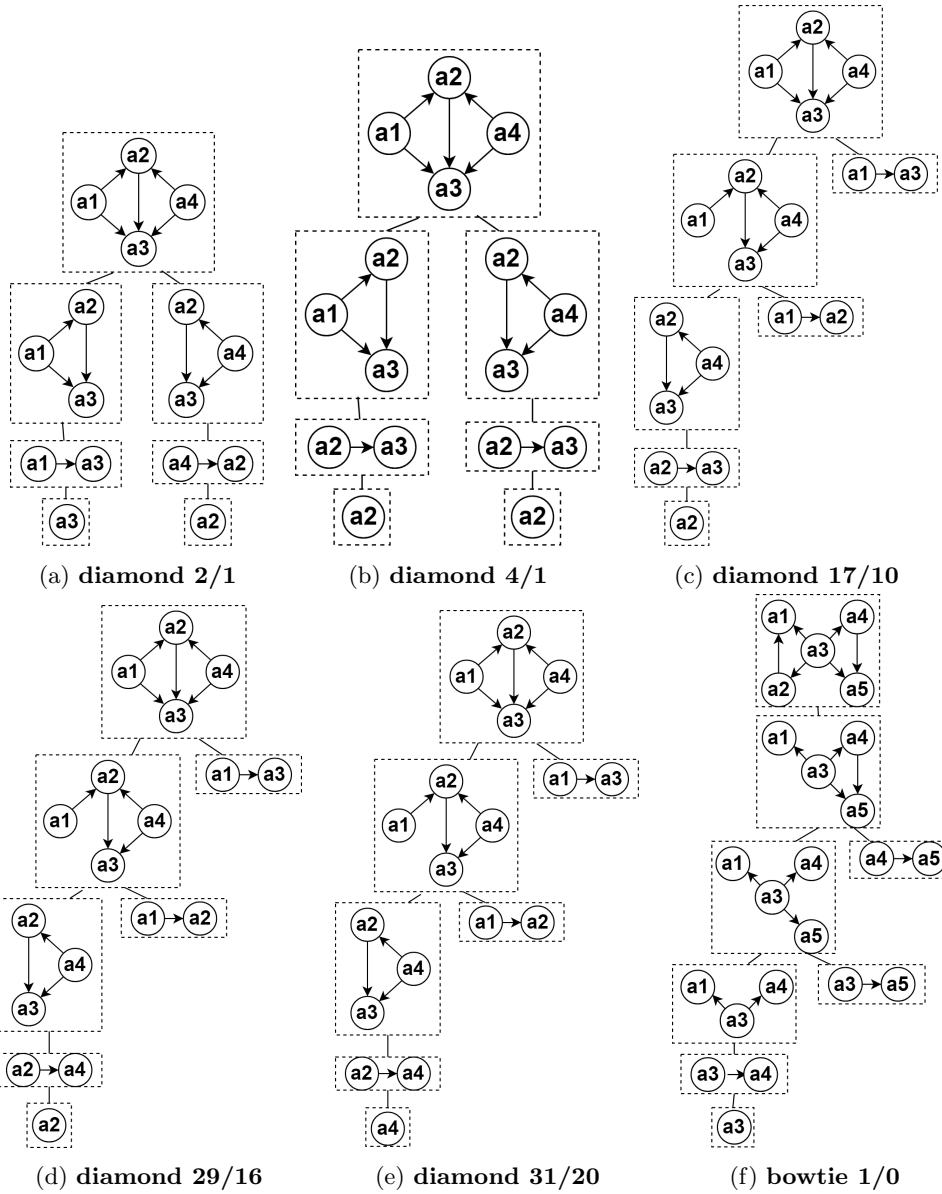 a2
a1 a4
a3
a2
a1
a3
a2
a4
a3
a1 a3
a4 a2
a3
a2
(a) diamond 2/1
a2
a1 a4
a3
a2
a1
a3
a2
a4
a3
a2 a3
a2 a3
a2
a2
(b) diamond 4/1
a2
a1 a4
a3
a1 a3
a2
a1 a4
a3
a1 a2
a2
a4
a3
a2 a3
a2
(c) diamond 17/10
a2
a1 a4
a3
a1 a3
a2
a1 a4
a3
a1 a2
a2
a4
a3
a2 a4
a2
(d) diamond 29/16
a2
a1 a4
a3
a1 a3
a2
a1 a4
a3
a1 a2
a2
a4
a3
a2 a4
a4
(e) diamond 31/20
a1 a4
a3
a2 a5
a1 a4
a3
a5
a4 a5
a1 a4
a3
a5
a3 a5
a1 a4
a3
a3 a4
a3
(f) bowtie 1/0